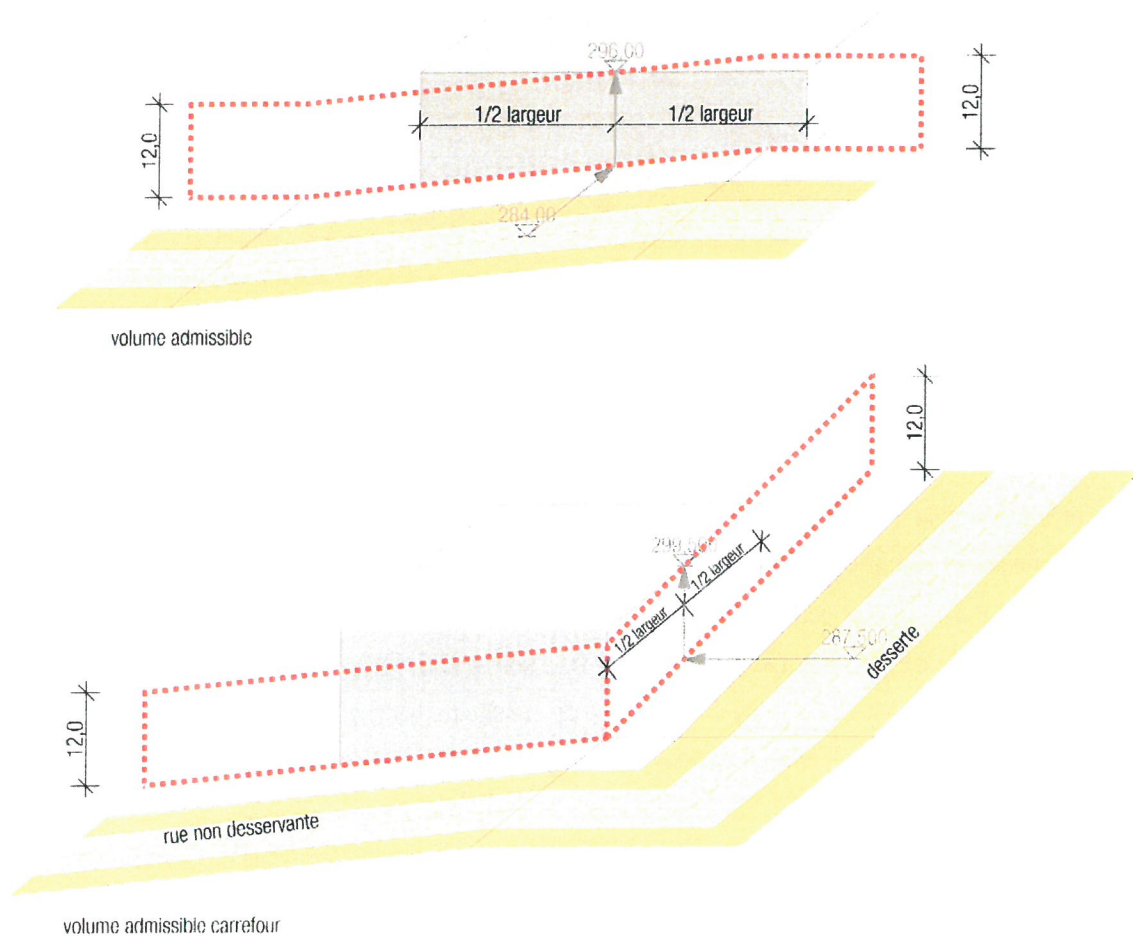 296.00
1/2 largeur
1/2 largeur
12,0
12,0
284.00
volume admissible
12,0
1/2 largeur
1/2 largeur
287.500
desserte
12,0
rue non desservante
volume admissible carrefour